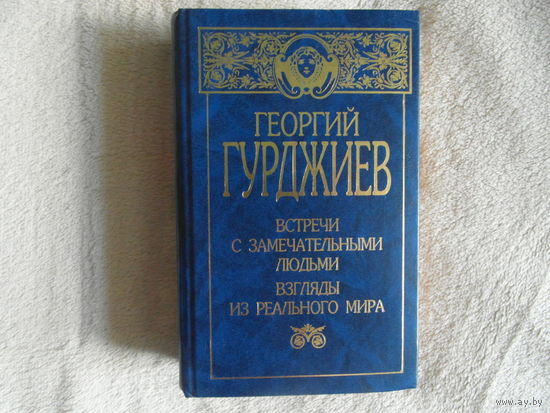 ГЕОРГИЙ
ГУРДЖИЕВ
ВСТРЕЧИ
С ЗАМЕЧАТЕЛЬНЫМИ
ЛЮДЬМИ
ВЗГЛЯДЫ
ИЗ РЕАЛЬНОГО МИРА
© www.ay.by